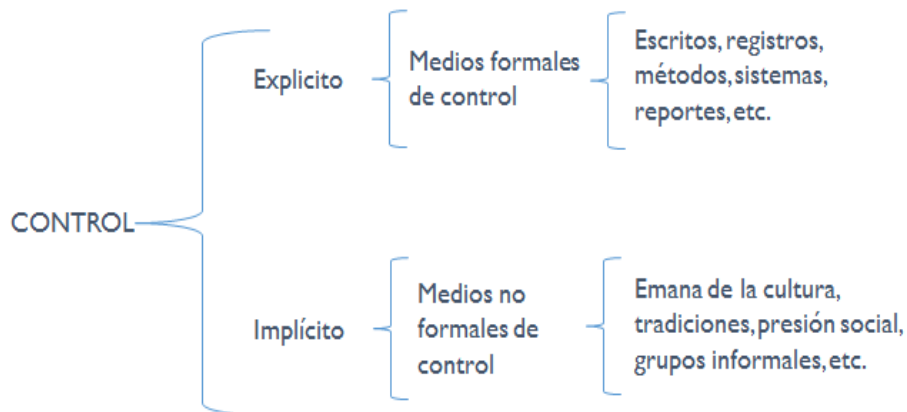 CONTROL
Explicito
Medios formales
de control
Escritos, registros,
métodos, sistemas,
reportes, etc.
Implícito
Medios no
formales de
control
Emana de la cultura,
tradiciones, presión social,
grupos informales, etc.